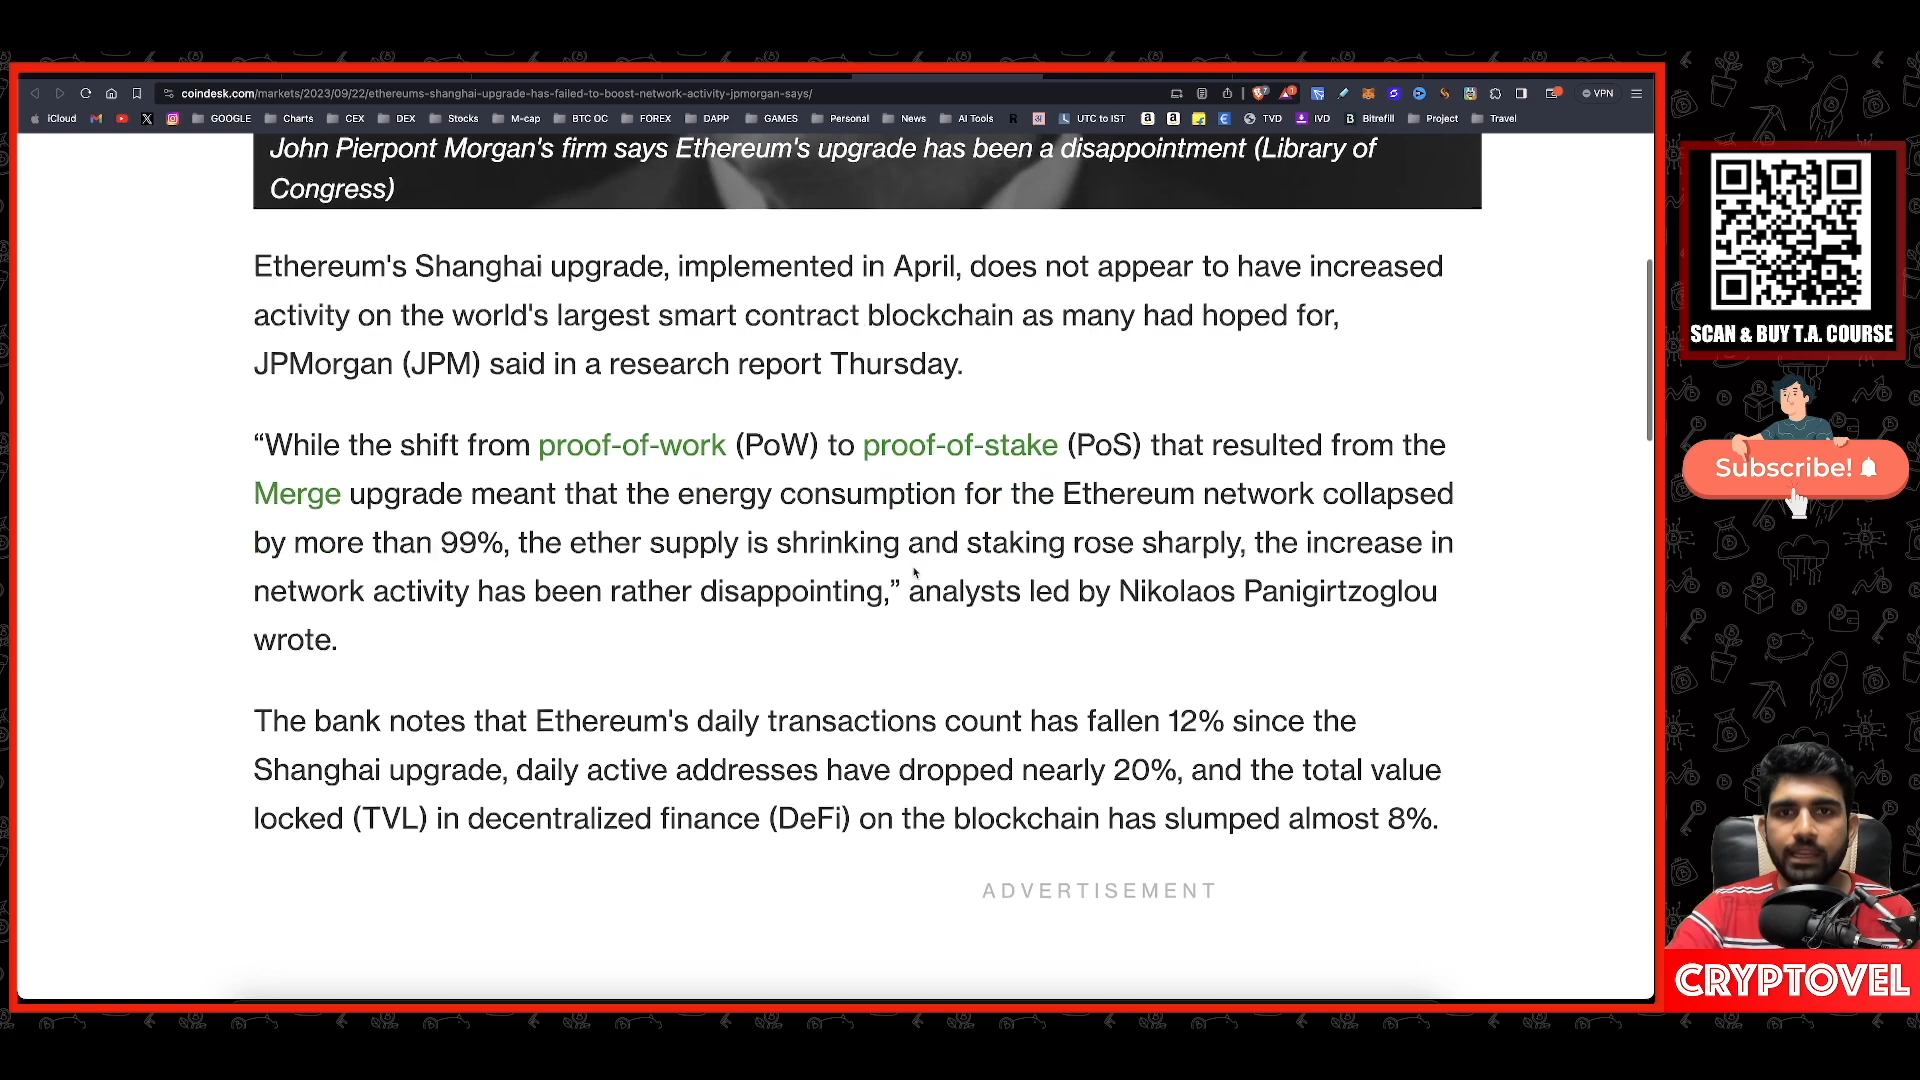 coindesk.com/markets/2023/09/22/ethereums-shanghai-upgrade-has-failed-to-boost-network-activity-jpmorgan-says/
VPN
iCloud GOOGLE Charts CEX DEX Stocks M-cap BTC OC FOREX DAPP GAMES Personal News AI Tools R UTC to IST TVD IVD Bitrefill Project Travel
John Pierpont Morgan's firm says Ethereum's upgrade has been a disappointment (Library of
Congress)
Ethereum's Shanghai upgrade, implemented in April, does not appear to have increased
activity on the world's largest smart contract blockchain as many had hoped for,
JPMorgan (JPM) said in a research report Thursday.
“While the shift from proof-of-work (PoW) to proof-of-stake (PoS) that resulted from the
Merge upgrade meant that the energy consumption for the Ethereum network collapsed
by more than 99%, the ether supply is shrinking and staking rose sharply, the increase in
network activity has been rather disappointing,” analysts led by Nikolaos Panigirtzoglou
wrote.
The bank notes that Ethereum's daily transactions count has fallen 12% since the
Shanghai upgrade, daily active addresses have dropped nearly 20%, and the total value
locked (TVL) in decentralized finance (DeFi) on the blockchain has slumped almost 8%.
ADVERTISEMENT
SCAN & BUY T.A. COURSE
Subscribe!
CRYPTOVEL